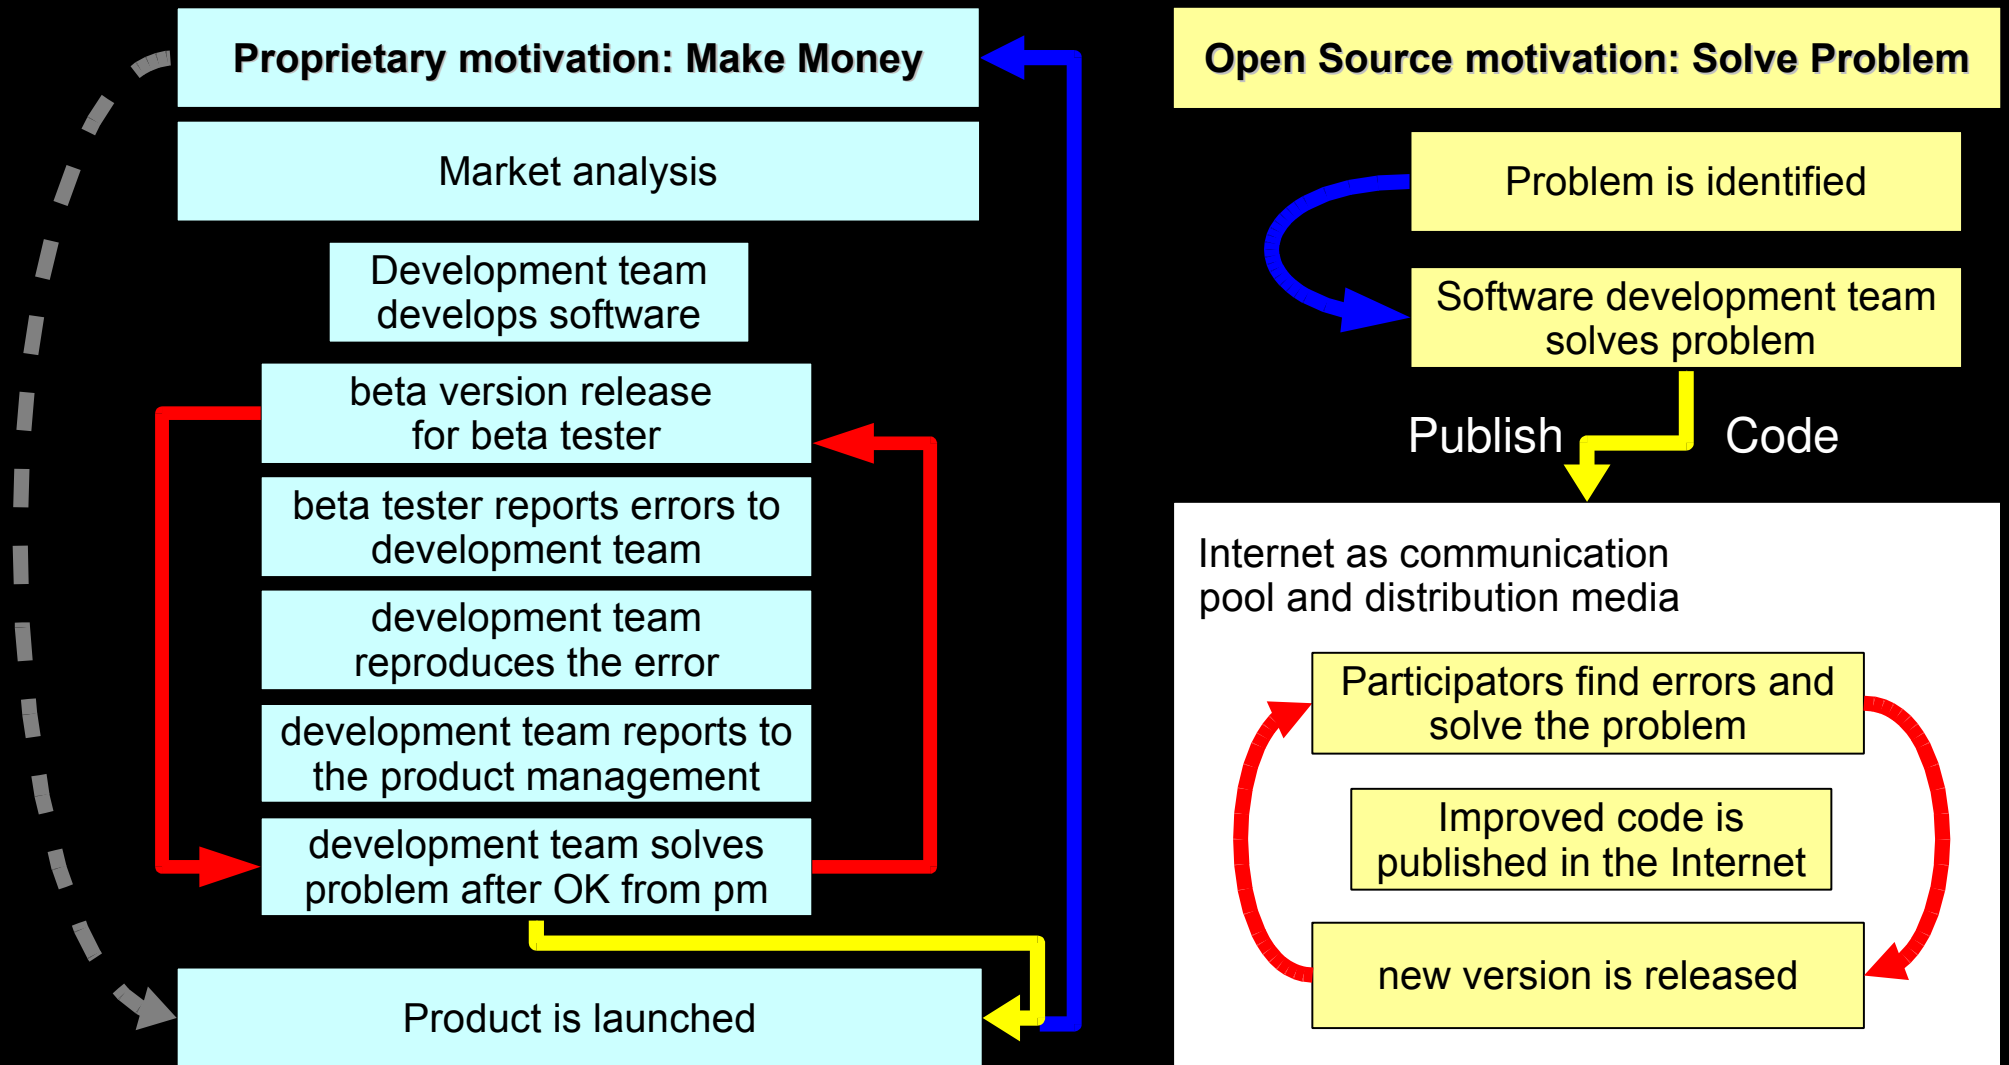 Proprietary motivation: Make Money
Market analysis
Development team
develops software
beta version release
for beta tester
beta tester reports errors to
development team
development team
reproduces the error
development team reports to
the product management
development team solves
problem after OK from pm
Product is launched
Open Source motivation: Solve Problem
Problem is identified
Software development team
solves problem
Publish Code
Internet as communication
pool and distribution media
Participators find errors and
solve the problem
Improved code is
published in the Internet
new version is released